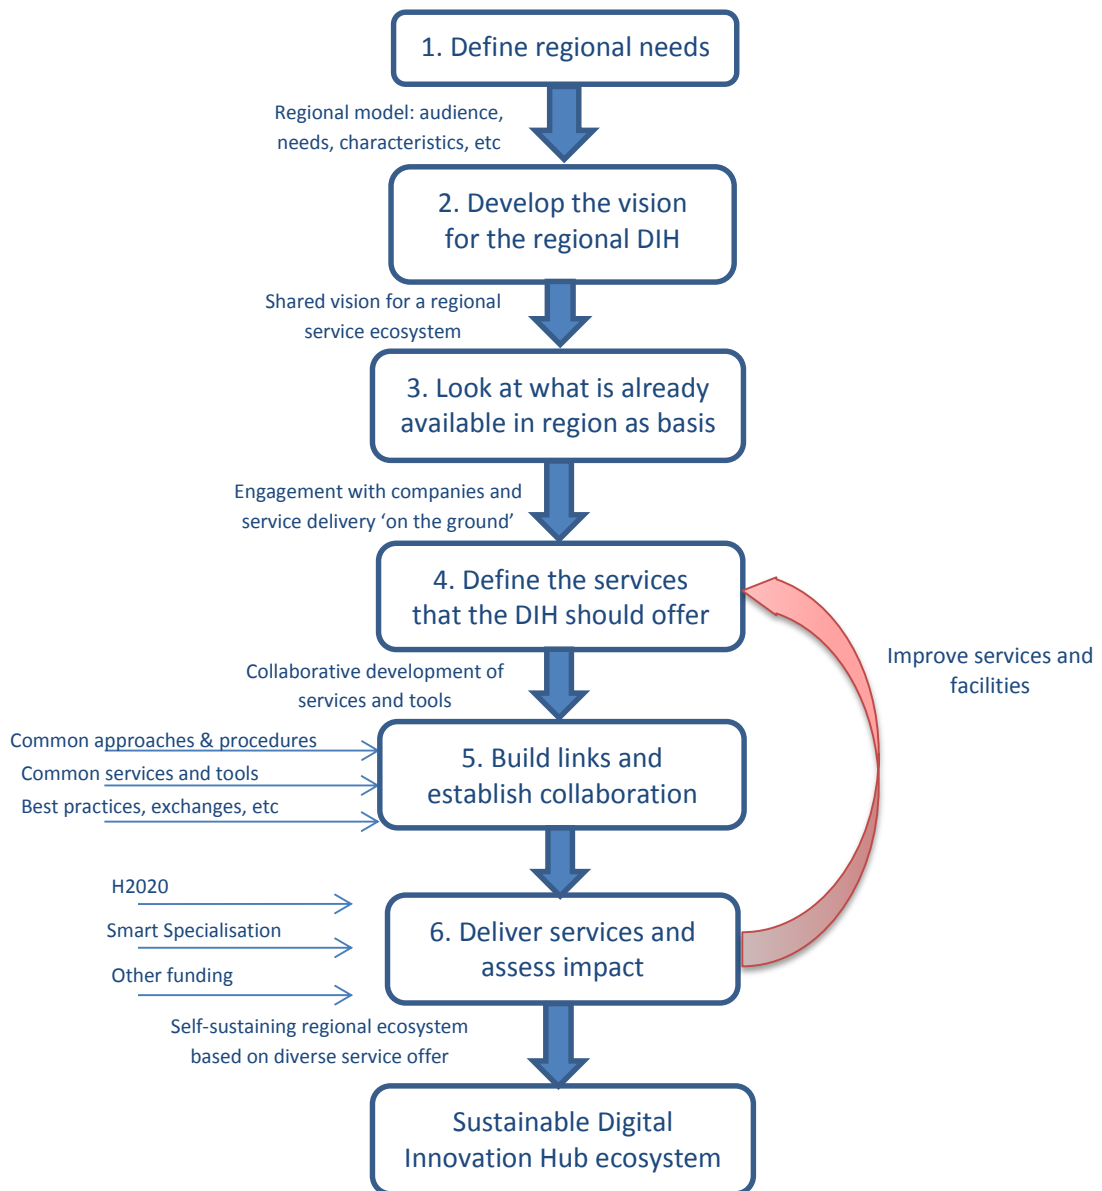 1. Define regional needs
Regional model: audience,
needs, characteristics, etc
2. Develop the vision
for the regional DIH
Shared vision for a regional
service ecosystem
3. Look at what is already
available in region as basis
Engagement with companies and
service delivery ‘on the ground’
4. Define the services
that the DIH should offer
Improve services and
facilities
Collaborative development of
services and tools
Common approaches & procedures
Common services and tools
Best practices, exchanges, etc
5. Build links and
establish collaboration
H2020
Smart Specialisation
Other funding
6. Deliver services and
assess impact
Self-sustaining regional ecosystem
based on diverse service offer
Sustainable Digital
Innovation Hub ecosystem